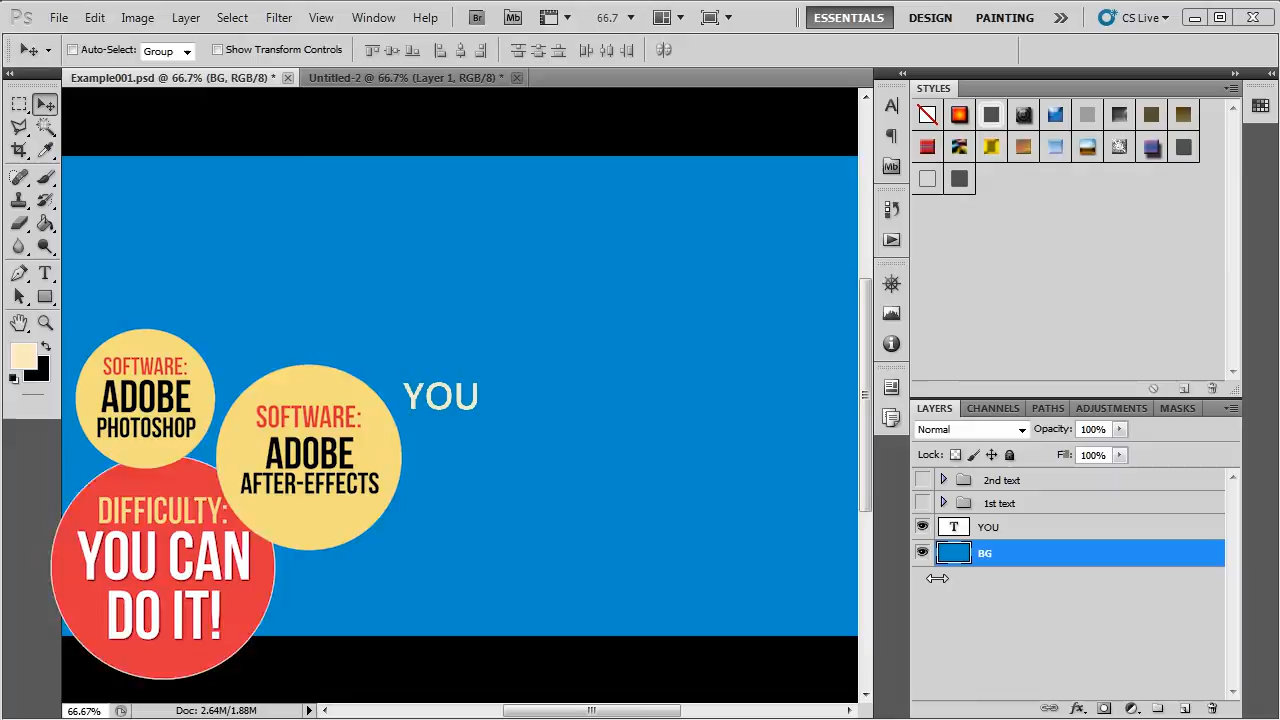 Ps File Edit Image Layer Select Filter View Window Help Br Mb 66.7 ESSENTIALS DESIGN PAINTING CS Live
Auto-Select: Group Show Transform Controls
Example001.psd @ 66.7% (BG, RGB/8) * Untitled-2 @ 66.7% (Layer 1, RGB/8) *
STYLES
Mb
SOFTWARE:
ADOBE
PHOTOSHOP
SOFTWARE:
ADOBE
AFTER-EFFECTS
YOU
DIFFICULTY:
YOU CAN
DO IT!
LAYERS CHANNELS PATHS ADJUSTMENTS MASKS
Normal Opacity: 100%
Lock: Fill: 100%
2nd text
1st text
T YOU
BG
66.67% Doc: 2.64M/1.88M